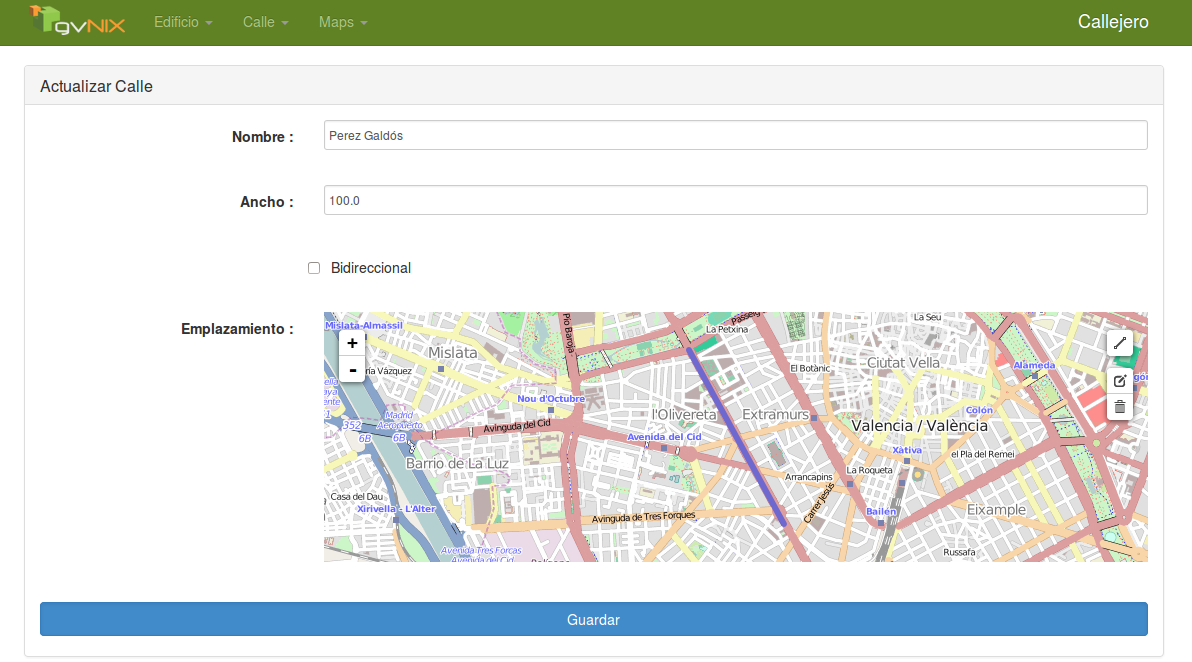 gvNIX Edificio Calle Maps Callejero
Actualizar Calle
Nombre : Perez Galdós
Ancho : 100.0
Bidireccional
Emplazamiento :
Mislata-Almassil
Pío Baroja
La Petxina
La Seu
+
-
Mislata
Ciutat Vella
Alameda
El Botànic
Nou d'Octubre
l'Olivereta
Extramurs
Colón
352
6B
Madrid
Aeropuerto
6B
Avinguda del Cid
Avenida del Cid
Valencia / València
Xàtiva
el Pla del Remei
Barrio de La Luz
La Roqueta
Arrancapins
Casa del Dau
Xirivella - L'Alter
Carrer Jesús
Bailén
Eixample
Avinguda de Tres Forques
Avenida Tres Forcas
Avenida del Cid
Russafa
Guardar